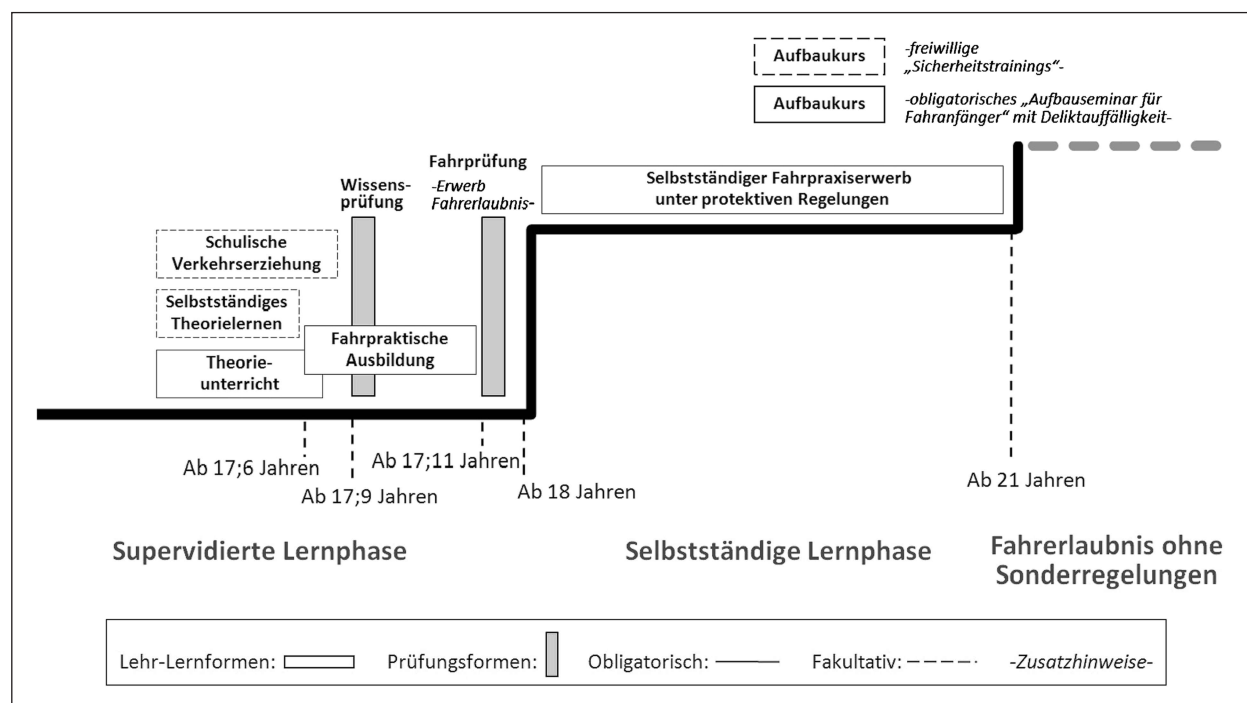 Aufbaukurs
-freiwillige
„Sicherheitstrainings“-
Aufbaukurs
-obligatorisches „Aufbauseminar für
Fahranfänger“ mit Deliktauffälligkeit-
Fahrprüfung
-Erwerb
Fahrerlaubnis-
Wissens-
prüfung
Selbstständiger Fahrpraxiserwerb
unter protektiven Regelungen
Schulische
Verkehrserziehung
Selbstständiges
Theorielernen
Theorie-
unterricht
Fahrpraktische
Ausbildung
Ab 17;6 Jahren
Ab 17;9 Jahren
Ab 17;11 Jahren
Ab 18 Jahren
Ab 21 Jahren
Supervidierte Lernphase
Selbstständige Lernphase
Fahrerlaubnis ohne
Sonderregelungen
Lehr-Lernformen: Prüfungsformen: Obligatorisch: Fakultativ: -Zusatzhinweise-